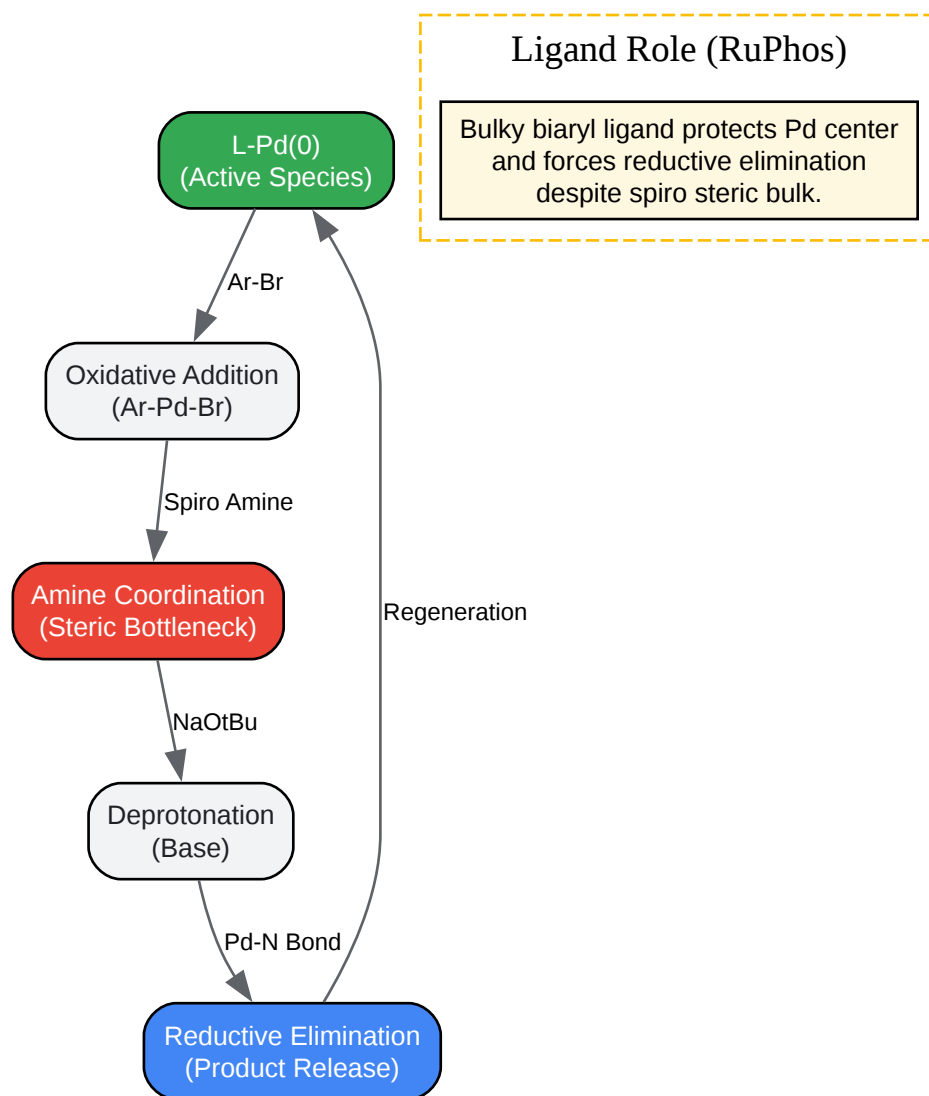 Ligand Role (RuPhos)
Bulky biaryl ligand protects Pd center
and forces reductive elimination
despite spiro steric bulk.
L-Pd(0)
(Active Species)
Ar-Br
Oxidative Addition
(Ar-Pd-Br)
Spiro Amine
Amine Coordination
(Steric Bottleneck)
Regeneration
NaOtBu
Deprotonation
(Base)
Pd-N Bond
Reductive Elimination
(Product Release)